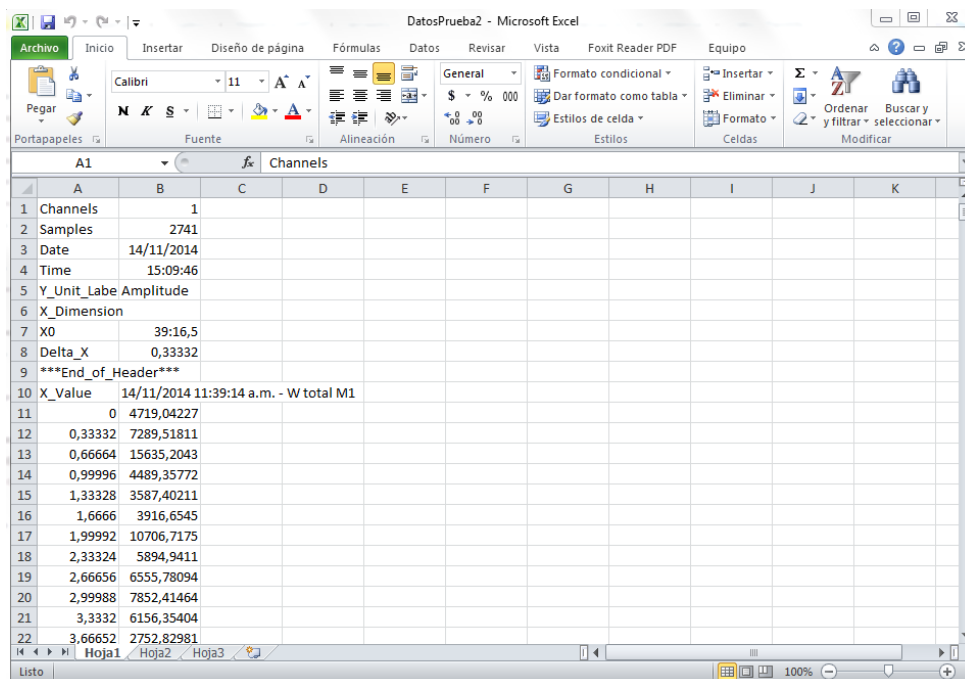 DatosPrueba2 - Microsoft Excel
Archivo Inicio Insertar Diseño de página Fórmulas Datos Revisar Vista Foxit Reader PDF Equipo
Pegar
Calibri 11 A A
N K S A
General
$ % 000
Formato condicional
Dar formato como tabla
Estilos de celda
Insertar
Eliminar
Formato
Σ
Ordenar y filtrar
Buscar y seleccionar
Portapapeles Fuente Alineación Número Estilos Celdas Modificar
A1 fx Channels
A B C D E F G H I J K
1 Channels 1
2 Samples 2741
3 Date 14/11/2014
4 Time 15:09:46
5 Y_Unit_Labe Amplitude
6 X_Dimension
7 X0 39:16,5
8 Delta_X 0,33332
9 ***End_of_Header***
10 X_Value 14/11/2014 11:39:14 a.m. - W total M1
11 0 4719,04227
12 0,33332 7289,51811
13 0,66664 15635,2043
14 0,99996 4489,35772
15 1,33328 3587,40211
16 1,6666 3916,6545
17 1,99992 10706,7175
18 2,33324 5894,9411
19 2,66656 6555,78094
20 2,99988 7852,41464
21 3,3332 6156,35404
22 3,66652 2752,82981
Hoja1 Hoja2 Hoja3
Listo 100%